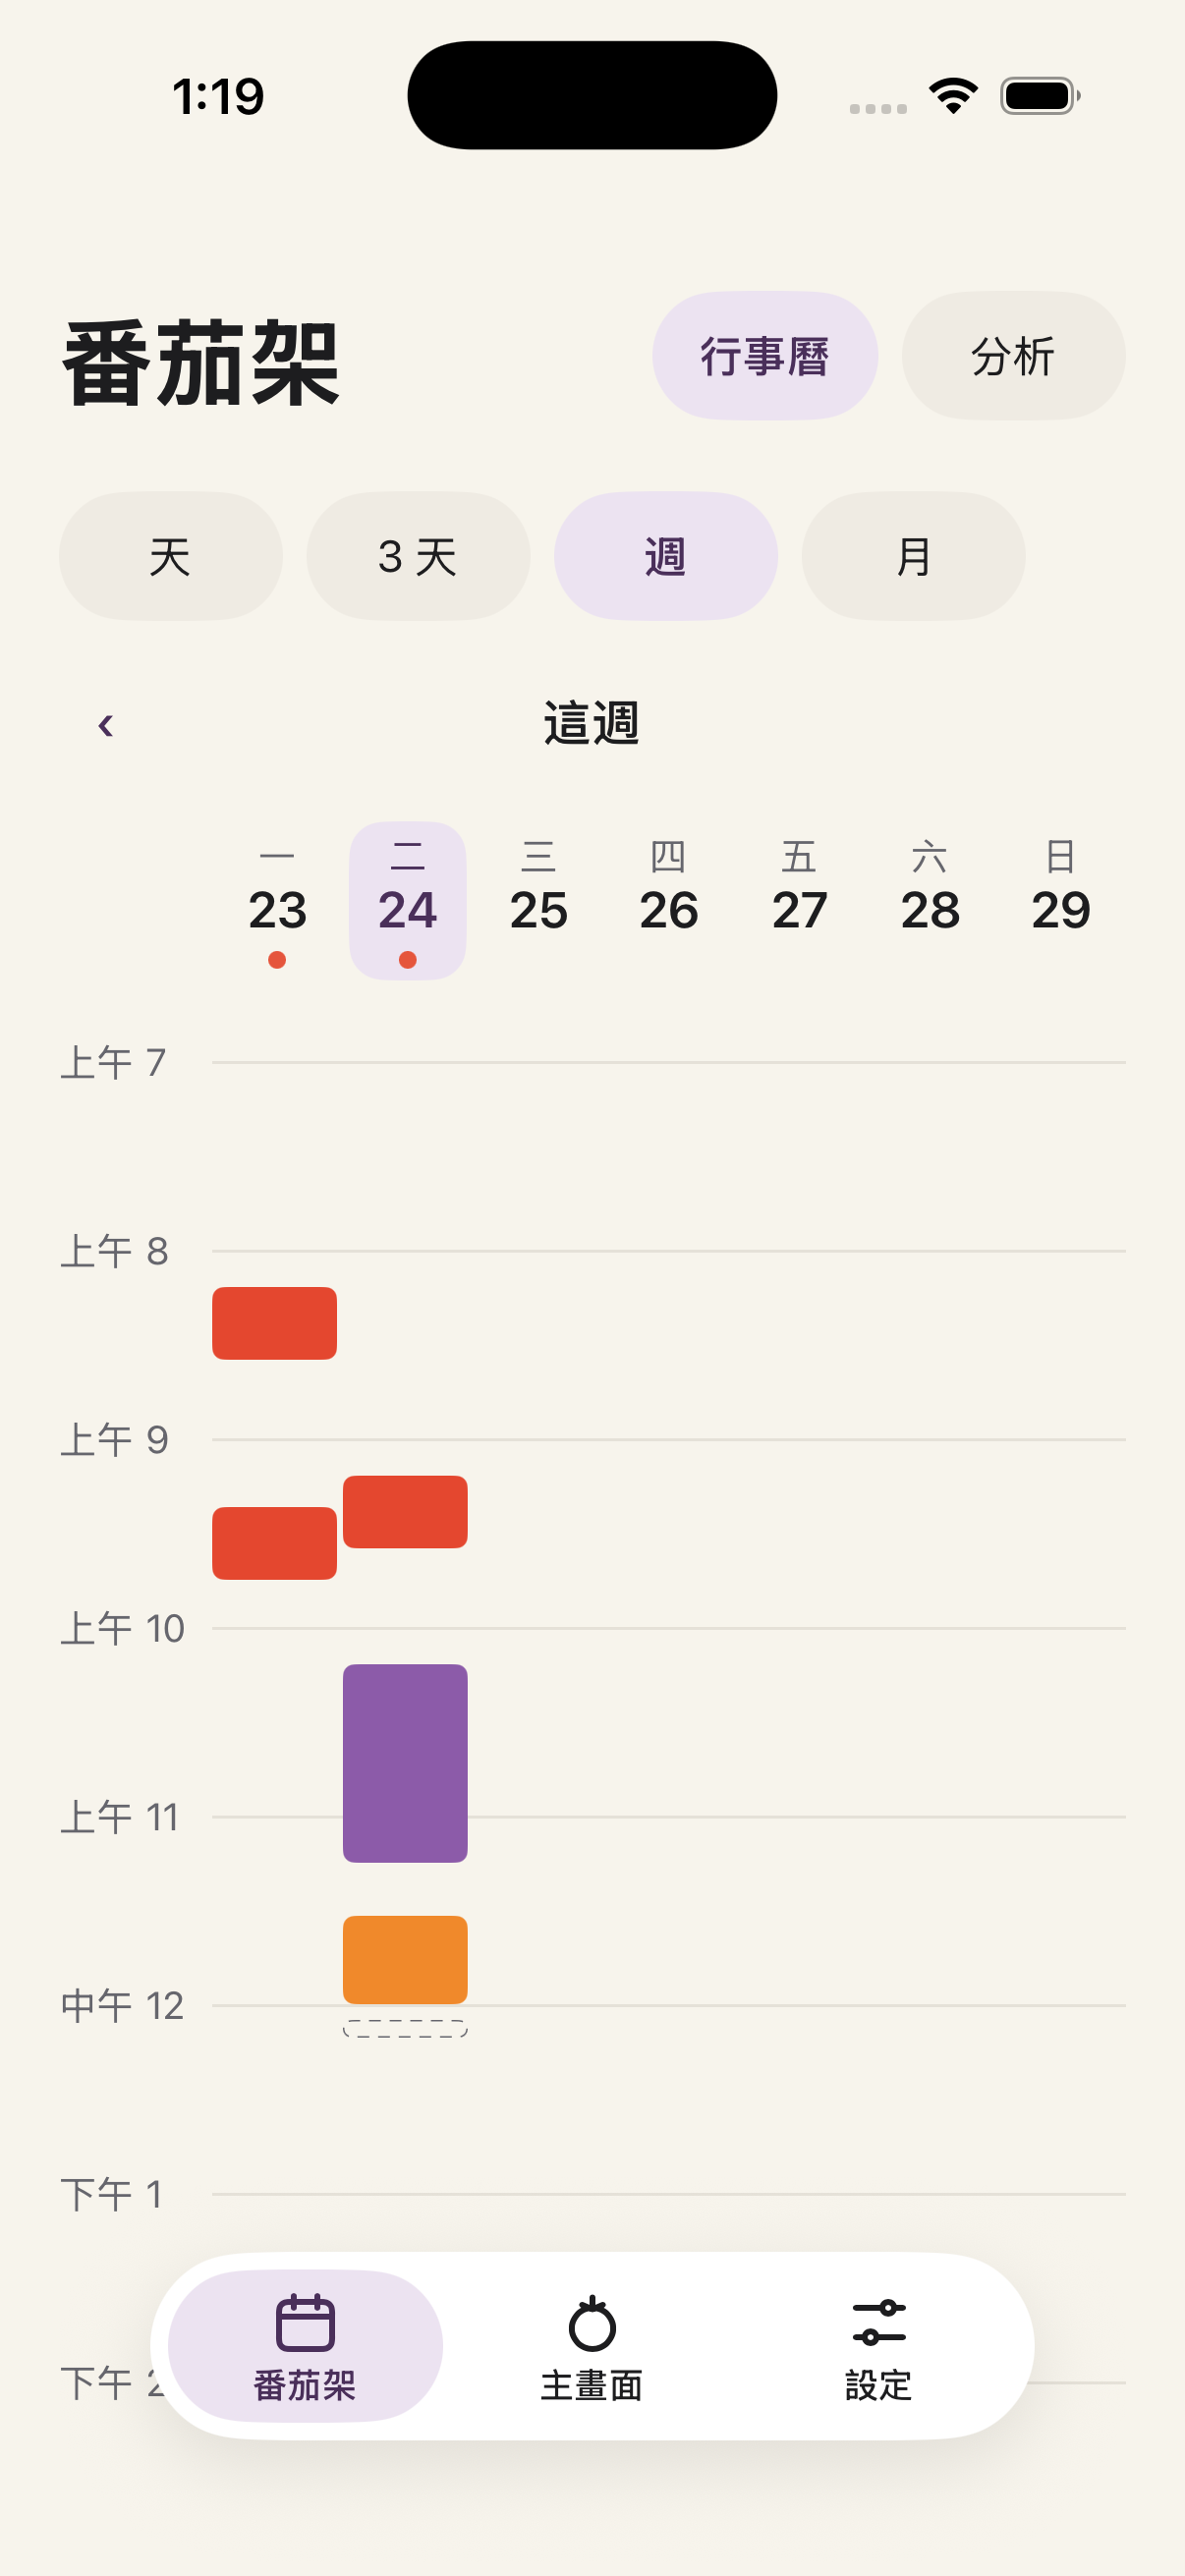 1:19
番茄架
行事曆
分析
天
3 天
週
月
‹
這週
一 二 三 四 五 六 日
23 24 25 26 27 28 29
上午 7
上午 8
上午 9
上午 10
上午 11
中午 12
下午 1
下午 2
番茄架
主畫面
設定